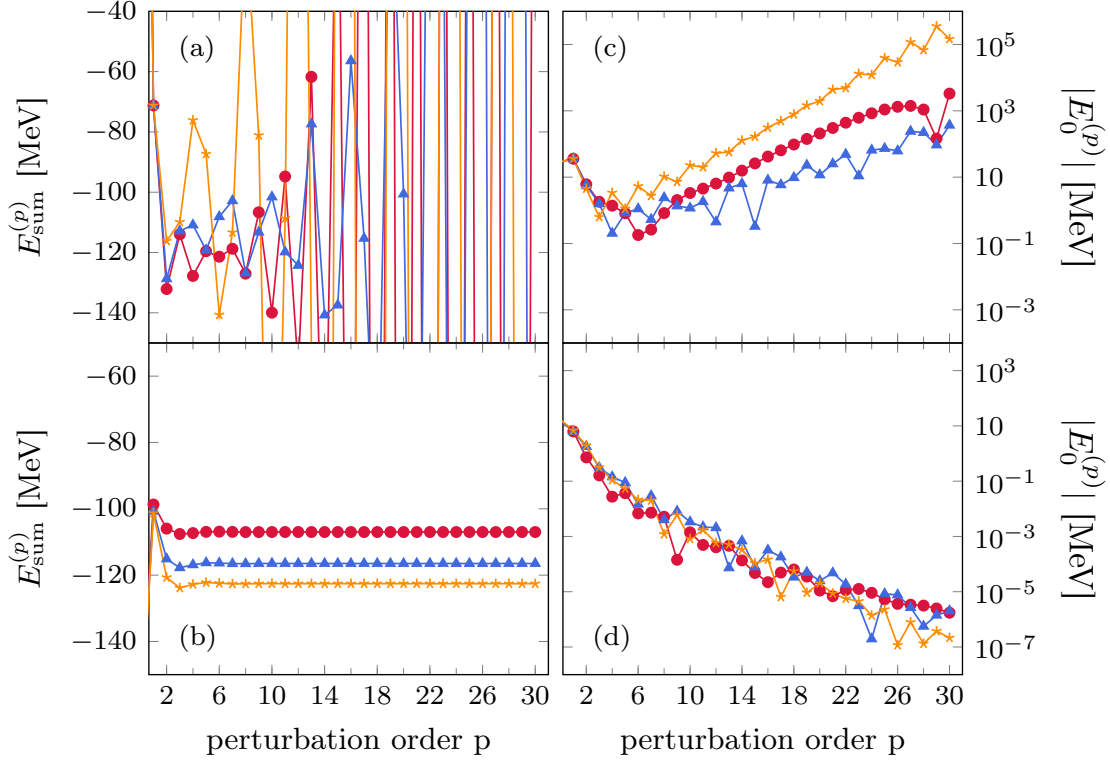 (a)
−40
−60
−80
−100
−120
−140
E_sum^(p) [MeV]
(c)
10^5
10^3
10
10^−1
10^−3
|E_0^(p)| [MeV]
(b)
−60
−80
−100
−120
−140
E_sum^(p) [MeV]
2 6 10 14 18 22 26 30
perturbation order p
(d)
10^3
10
10^−1
10^−3
10^−5
10^−7
|E_0^(p)| [MeV]
2 6 10 14 18 22 26 30
perturbation order p